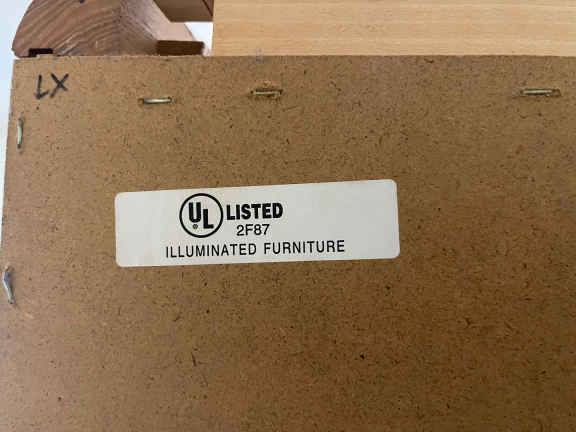 LX
UL LISTED
2F87
ILLUMINATED FURNITURE